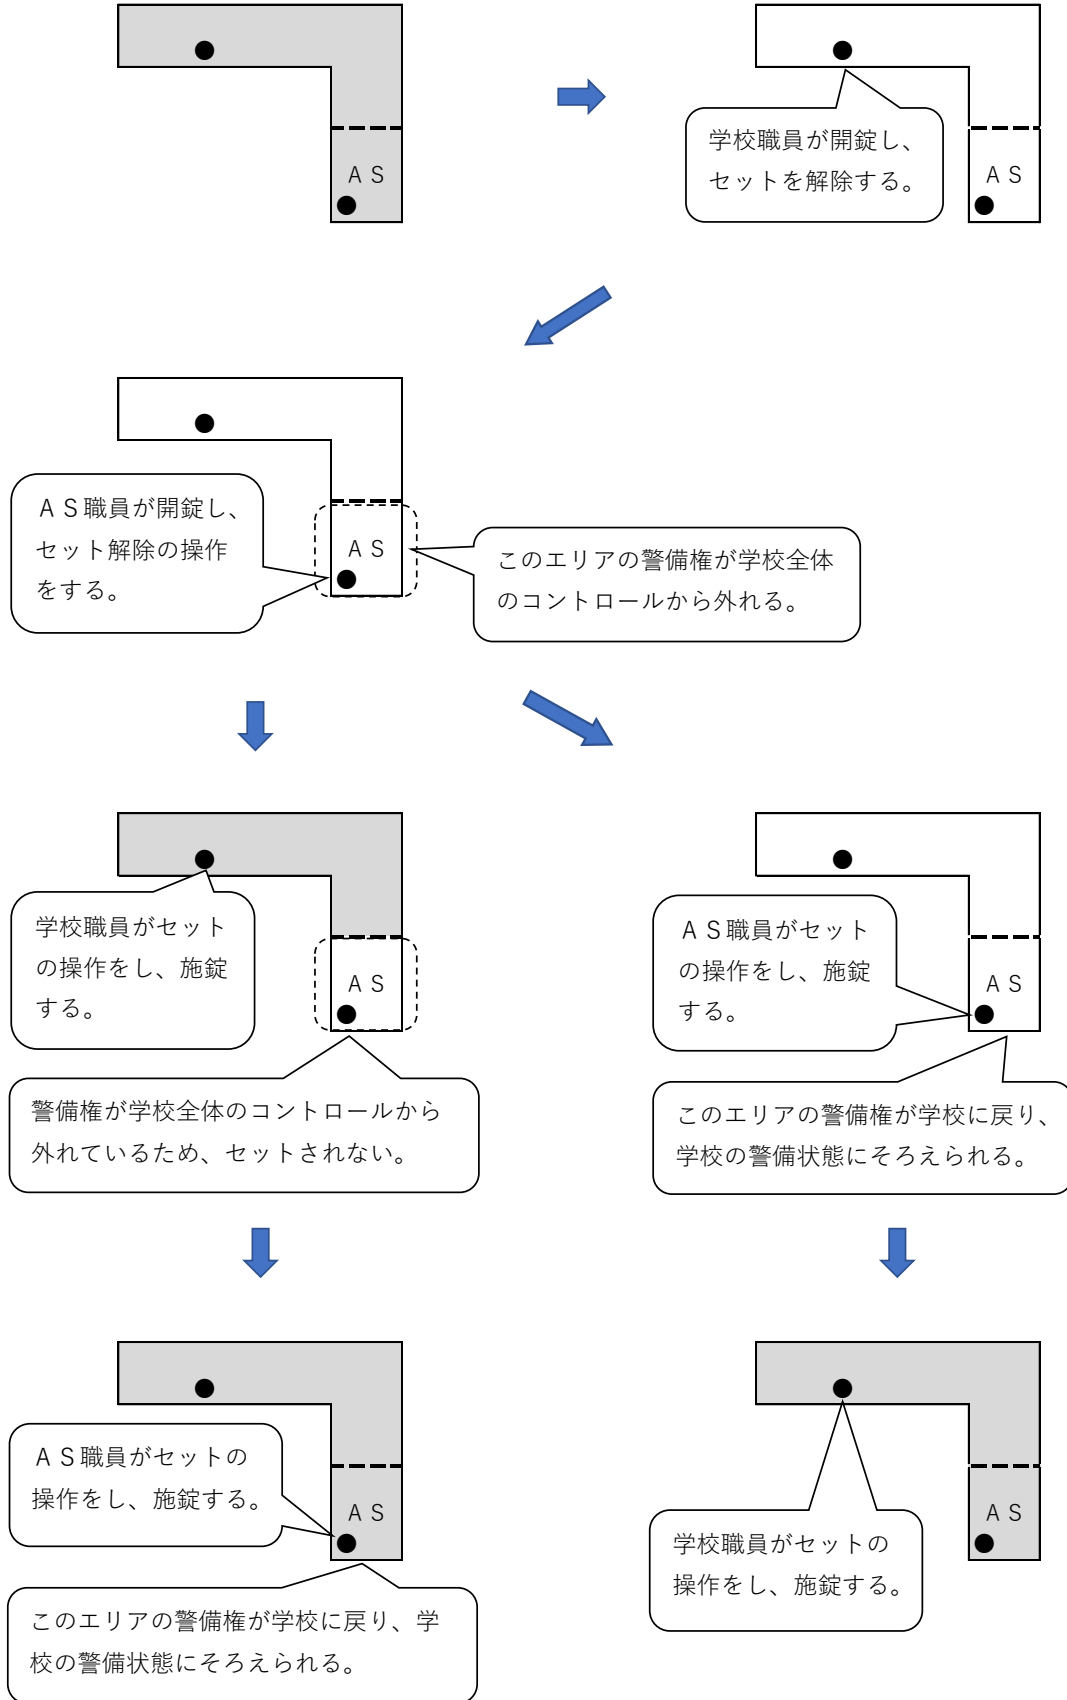 ＡＳ
学校職員が開錠し、
セットを解除する。
ＡＳ
ＡＳ職員が開錠し、
セット解除の操作
をする。
ＡＳ
このエリアの警備権が学校全体
のコントロールから外れる。
学校職員がセット
の操作をし、施錠
する。
ＡＳ
警備権が学校全体のコントロールから
外れているため、セットされない。
ＡＳ職員がセット
の操作をし、施錠
する。
ＡＳ
このエリアの警備権が学校に戻り、
学校の警備状態にそろえられる。
ＡＳ職員がセットの
操作をし、施錠する。
ＡＳ
このエリアの警備権が学校に戻り、学
校の警備状態にそろえられる。
学校職員がセットの
操作をし、施錠する。
ＡＳ